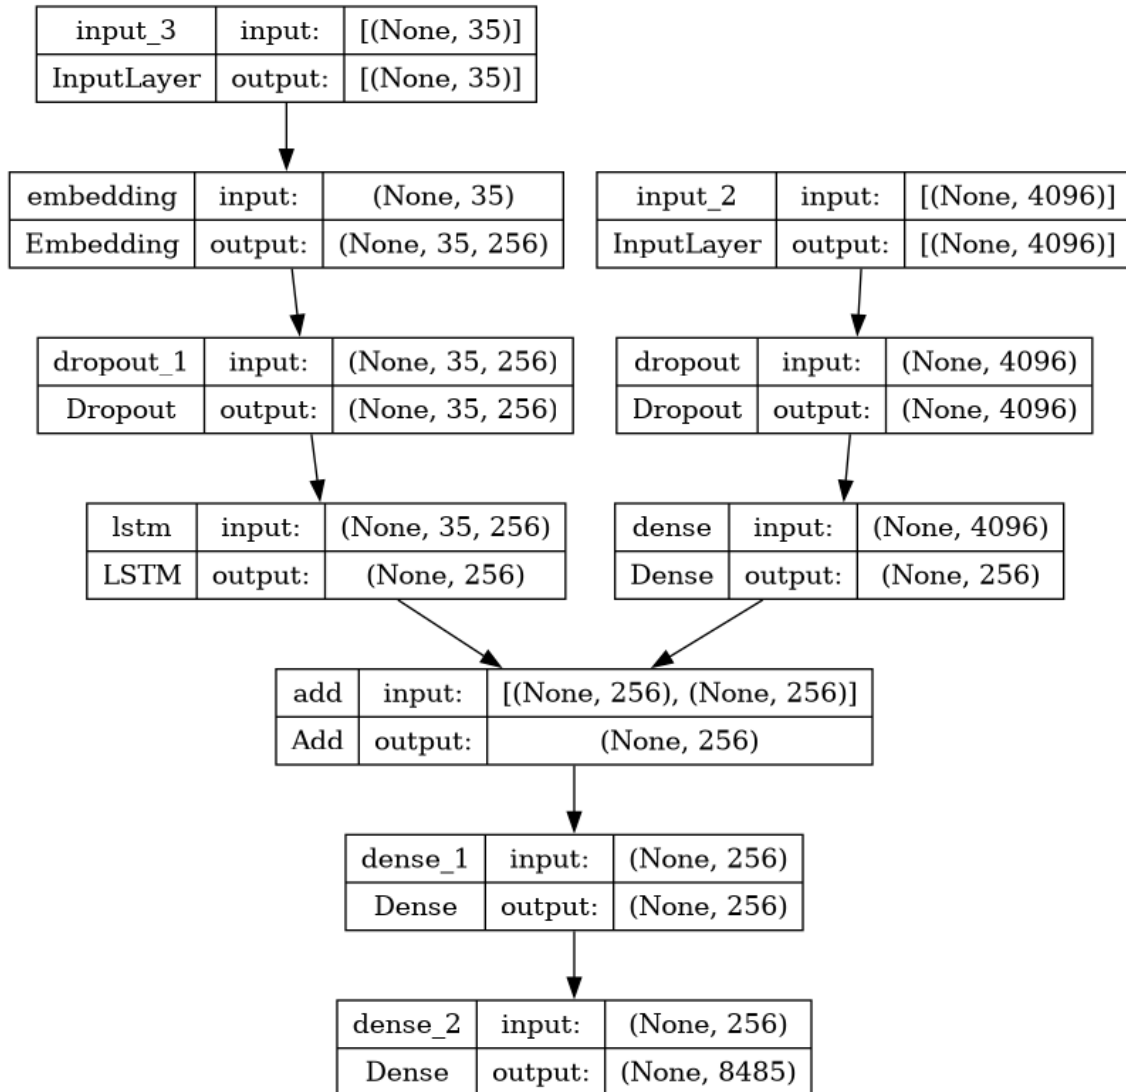 input_3 input: [(None, 35)]
InputLayer output: [(None, 35)]
embedding input: (None, 35)
Embedding output: (None, 35, 256)
input_2 input: [(None, 4096)]
InputLayer output: [(None, 4096)]
dropout_1 input: (None, 35, 256)
Dropout output: (None, 35, 256)
dropout input: (None, 4096)
Dropout output: (None, 4096)
lstm input: (None, 35, 256)
LSTM output: (None, 256)
dense input: (None, 4096)
Dense output: (None, 256)
add input: [(None, 256), (None, 256)]
Add output: (None, 256)
dense_1 input: (None, 256)
Dense output: (None, 256)
dense_2 input: (None, 256)
Dense output: (None, 8485)